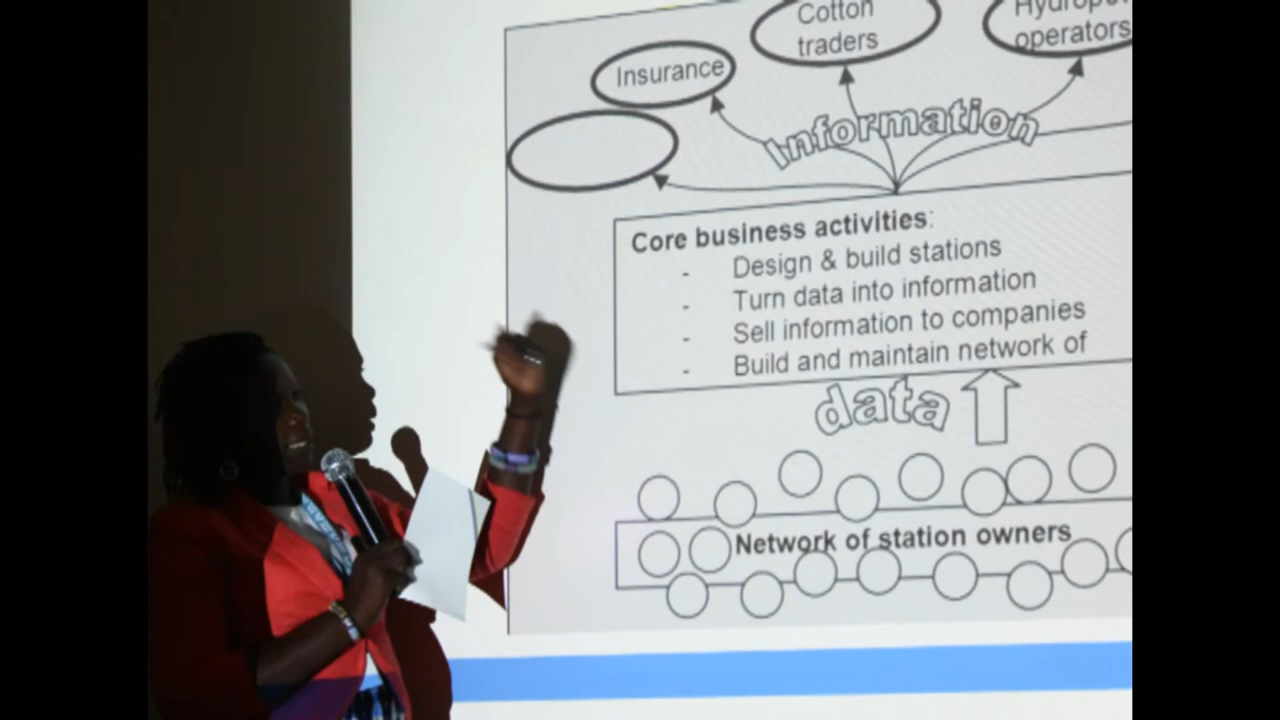 Cotton
traders
operators
Insurance
Information
Core business activities:
- Design & build stations
- Turn data into information
- Sell information to companies
- Build and maintain network of
data
Network of station owners